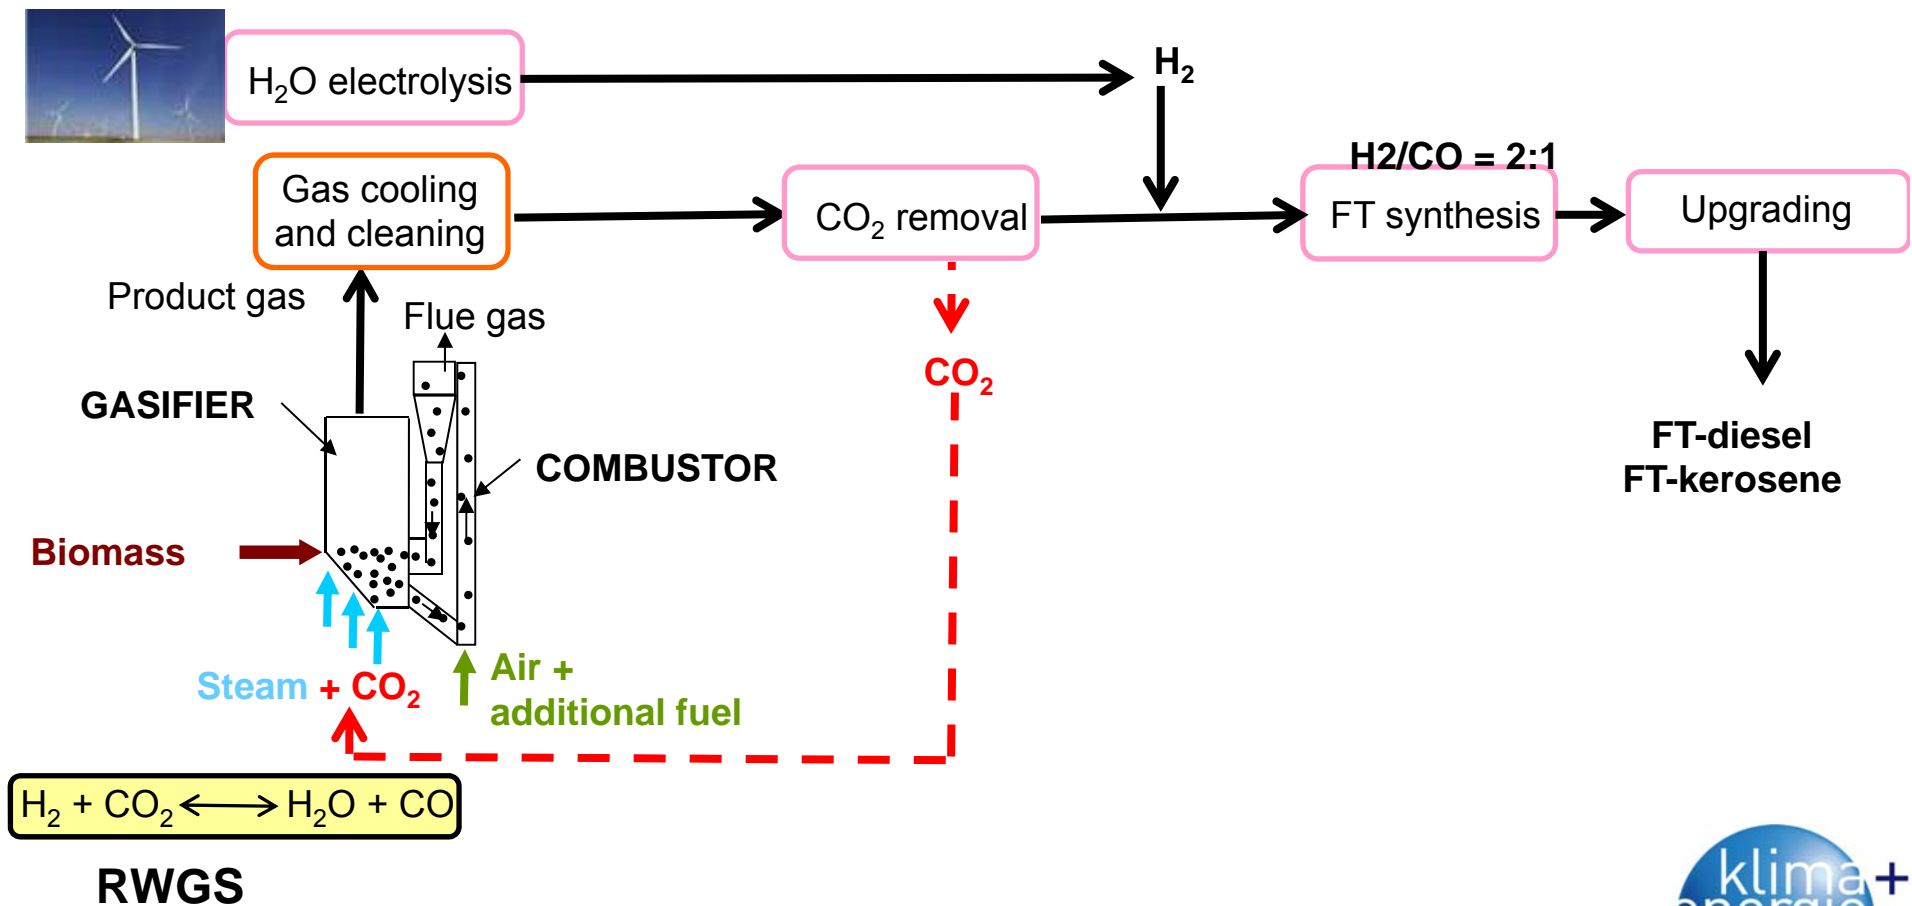 H₂O electrolysis
H₂
H2/CO = 2:1
Gas cooling
and cleaning
CO₂ removal
FT synthesis
Upgrading
Product gas
Flue gas
CO₂
GASIFIER
COMBUSTOR
FT-diesel
FT-kerosene
Biomass
Steam + CO₂
Air +
additional fuel
H₂ + CO₂ ⟷ H₂O + CO
RWGS
klima+
energie